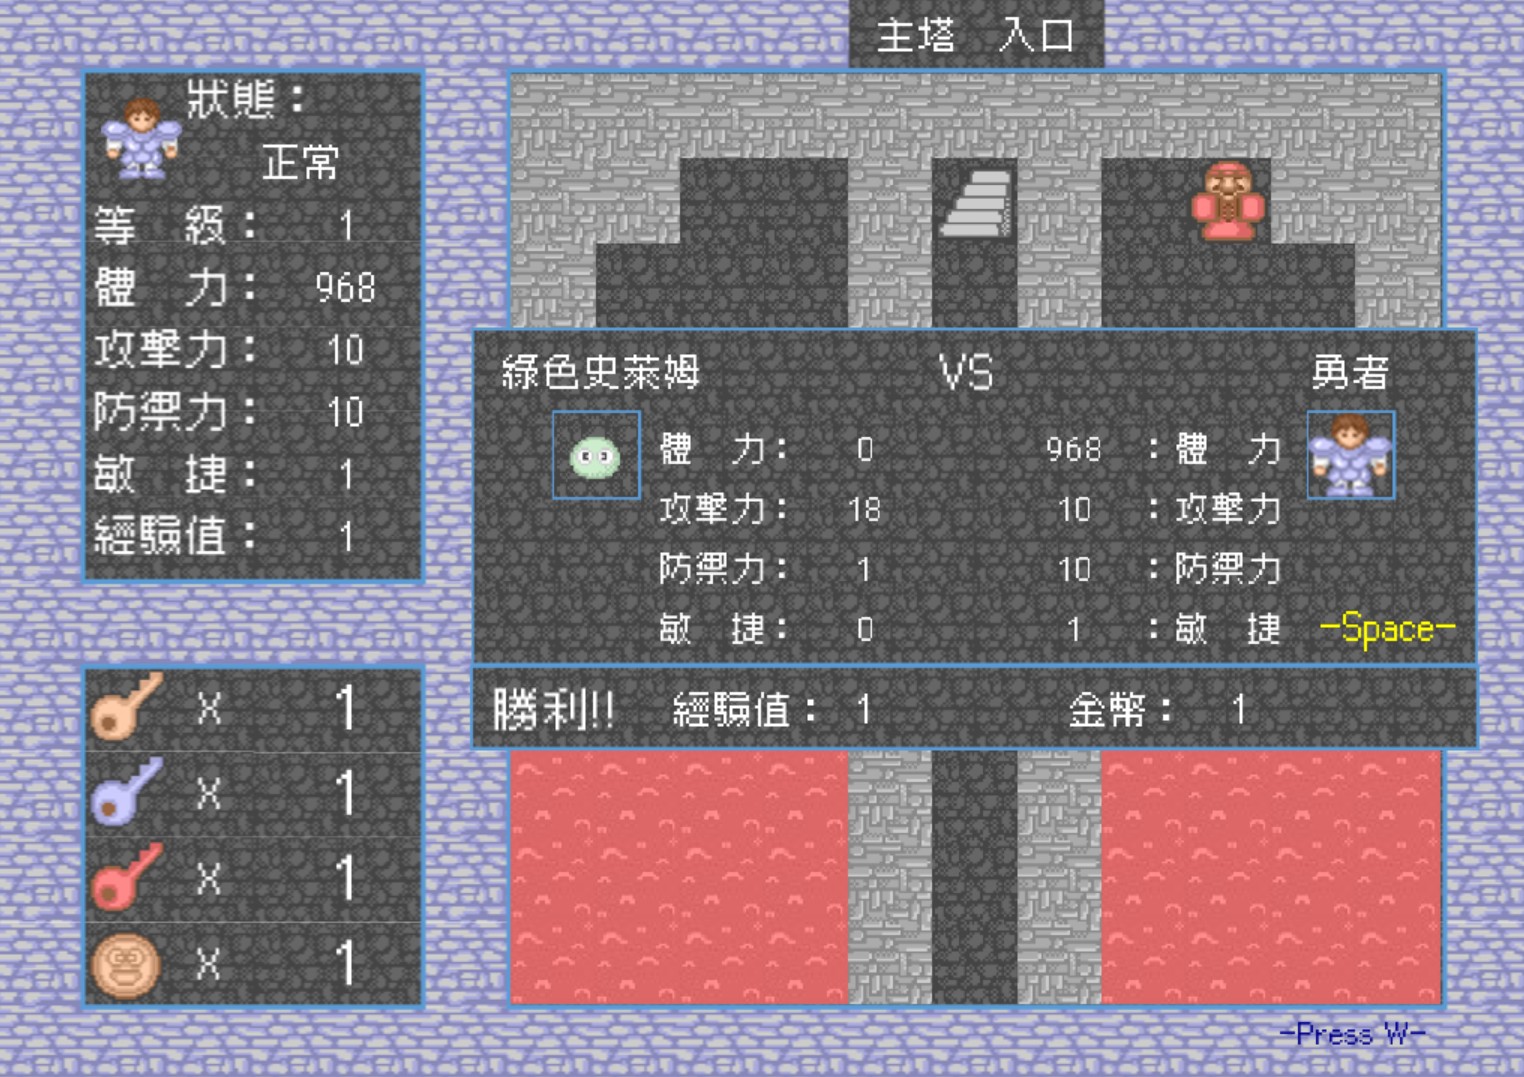 主塔 入口
狀態：
正常
等 級： 1
體 力： 968
攻擊力： 10
防禦力： 10
敏 捷： 1
經驗值： 1
綠色史萊姆 VS 勇者
體 力： 0 968 ：體 力
攻擊力： 18 10 ：攻擊力
防禦力： 1 10 ：防禦力
敏 捷： 0 1 ：敏 捷 -Space-
勝利!! 經驗值： 1 金幣： 1
X 1
X 1
X 1
X 1
-Press W-